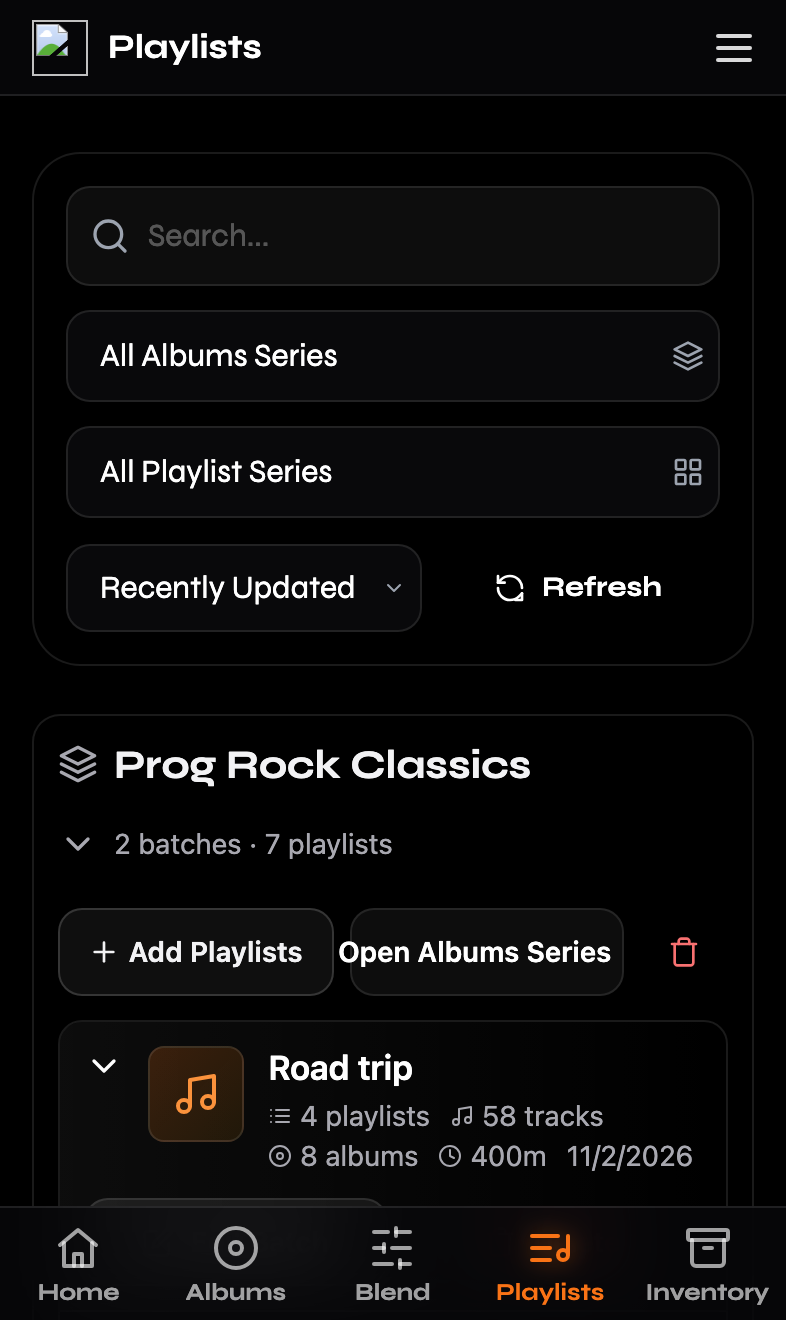 Playlists
Search...
All Albums Series
All Playlist Series
Recently Updated
Refresh
Prog Rock Classics
2 batches · 7 playlists
Add Playlists
Open Albums Series
Road trip
4 playlists 58 tracks
8 albums 400m 11/2/2026
Home Albums Blend Playlists Inventory